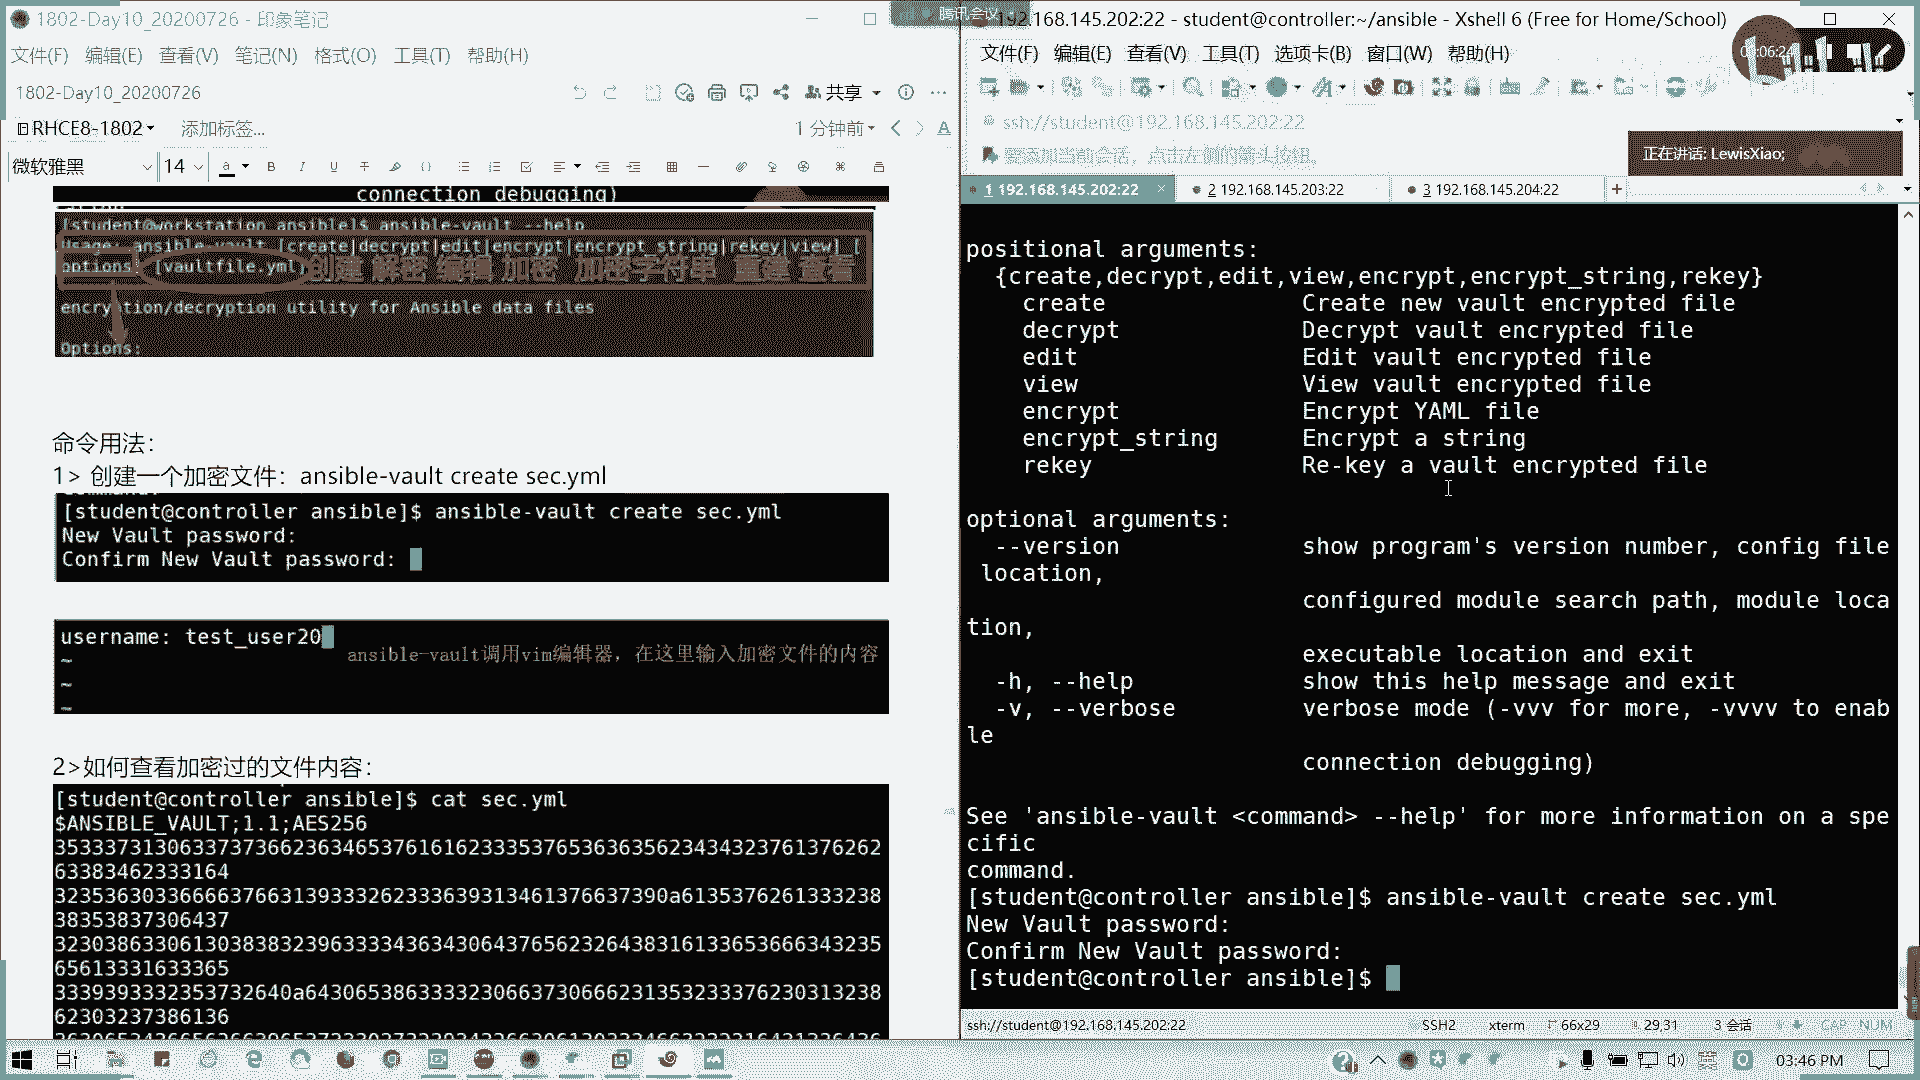 1802-Day10_20200726 - 印象笔记
文件(F) 编辑(E) 查看(V) 笔记(N) 格式(O) 工具(T) 帮助(H)
1802-Day10_20200726
共享
RHCE8-1802
添加标签...
1 分钟前
微软雅黑
14
connection debugging)
[student@workstation ansible]$ ansible-vault --help
Usage: ansible-vault [create|decrypt|edit|encrypt|encrypt_string|rekey|view] [
options] [vaultfile.yml] 创建 解密 编辑 加密 加密字符串 重建 查看
encryption/decryption utility for Ansible data files
Options:
命令用法：
1> 创建一个加密文件：ansible-vault create sec.yml
[student@controller ansible]$ ansible-vault create sec.yml
New Vault password:
Confirm New Vault password:
username: test_user20
~
ansible-vault调用vim编辑器，在这里输入加密文件的内容
~
~
2>如何查看加密过的文件内容：
[student@controller ansible]$ cat sec.yml
$ANSIBLE_VAULT;1.1;AES256
63383462333164
38353837306437
656133316333365
62303237386136
腾讯会议
192.168.145.202:22 - student@controller:~/ansible - Xshell 6 (Free for Home/School)
文件(F) 编辑(E) 查看(V) 工具(T) 选项卡(B) 窗口(W) 帮助(H)
ssh://student@192.168.145.202:22
要添加当前会话，点击左侧的箭头按钮。
正在讲话: LewisXiao;
1 192.168.145.202:22
2 192.168.145.203:22
3 192.168.145.204:22
positional arguments:
{create,decrypt,edit,view,encrypt,encrypt_string,rekey}
create Create new vault encrypted file
decrypt Decrypt vault encrypted file
edit Edit vault encrypted file
view View vault encrypted file
encrypt Encrypt YAML file
encrypt_string Encrypt a string
rekey Re-key a vault encrypted file
optional arguments:
--version show program's version number, config file
location,
configured module search path, module loca
tion,
executable location and exit
-h, --help show this help message and exit
-v, --verbose verbose mode (-vvv for more, -vvvv to enab
le
connection debugging)
See 'ansible-vault <command> --help' for more information on a spe
cific
command.
[student@controller ansible]$ ansible-vault create sec.yml
New Vault password:
Confirm New Vault password:
[student@controller ansible]$
ssh://student@192.168.145.202:22
SSH2 xterm 66x29 29,31 3 会话 CAP NUM
英
03:46 PM